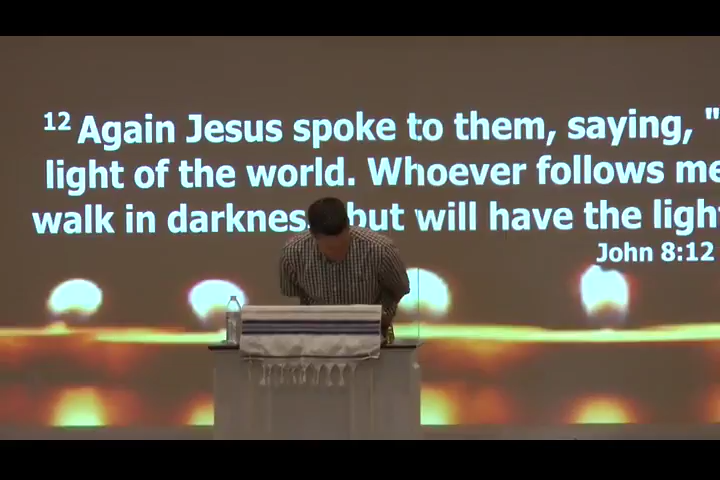 12 Again Jesus spoke to them, saying, "
light of the world. Whoever follows me
walk in darkness, but will have the light
John 8:12